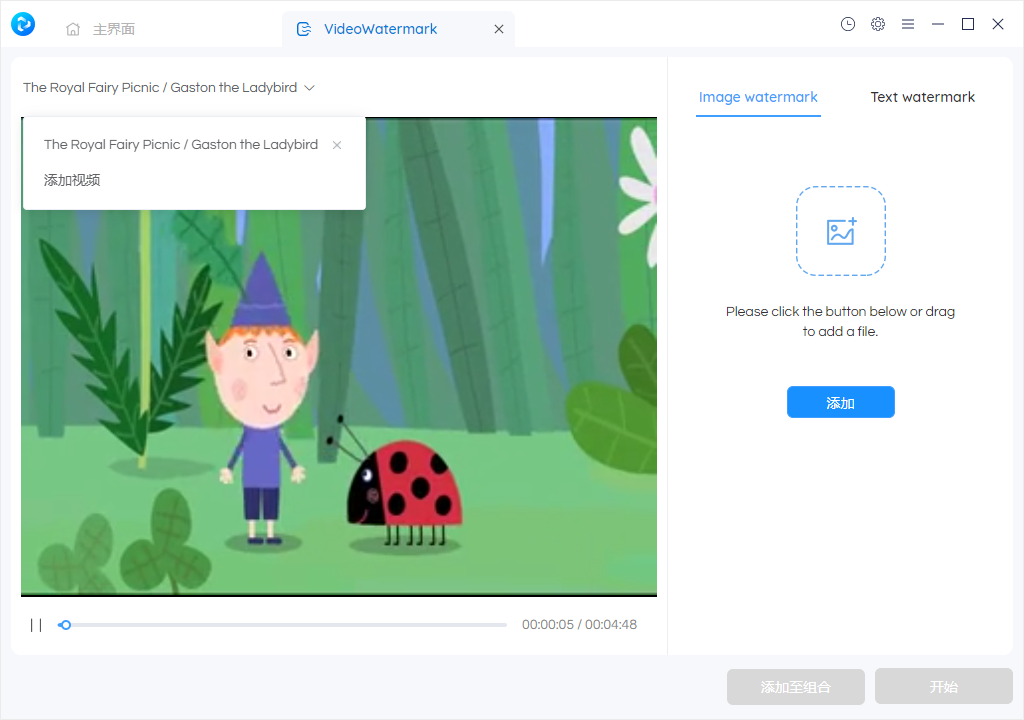 主界面
VideoWatermark
The Royal Fairy Picnic / Gaston the Ladybird
The Royal Fairy Picnic / Gaston the Ladybird
添加视频
Image watermark
Text watermark
Please click the button below or drag
to add a file.
添加
00:00:05 / 00:04:48
添加至组合
开始